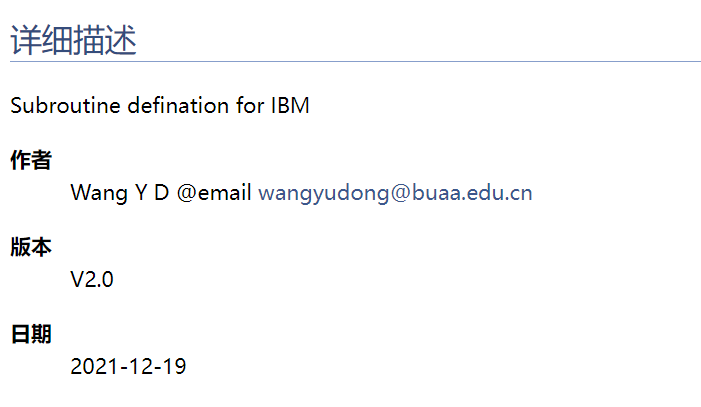 详细描述
Subroutine defination for IBM
作者
Wang Y D @email wangyudong@buaa.edu.cn
版本
V2.0
日期
2021-12-19